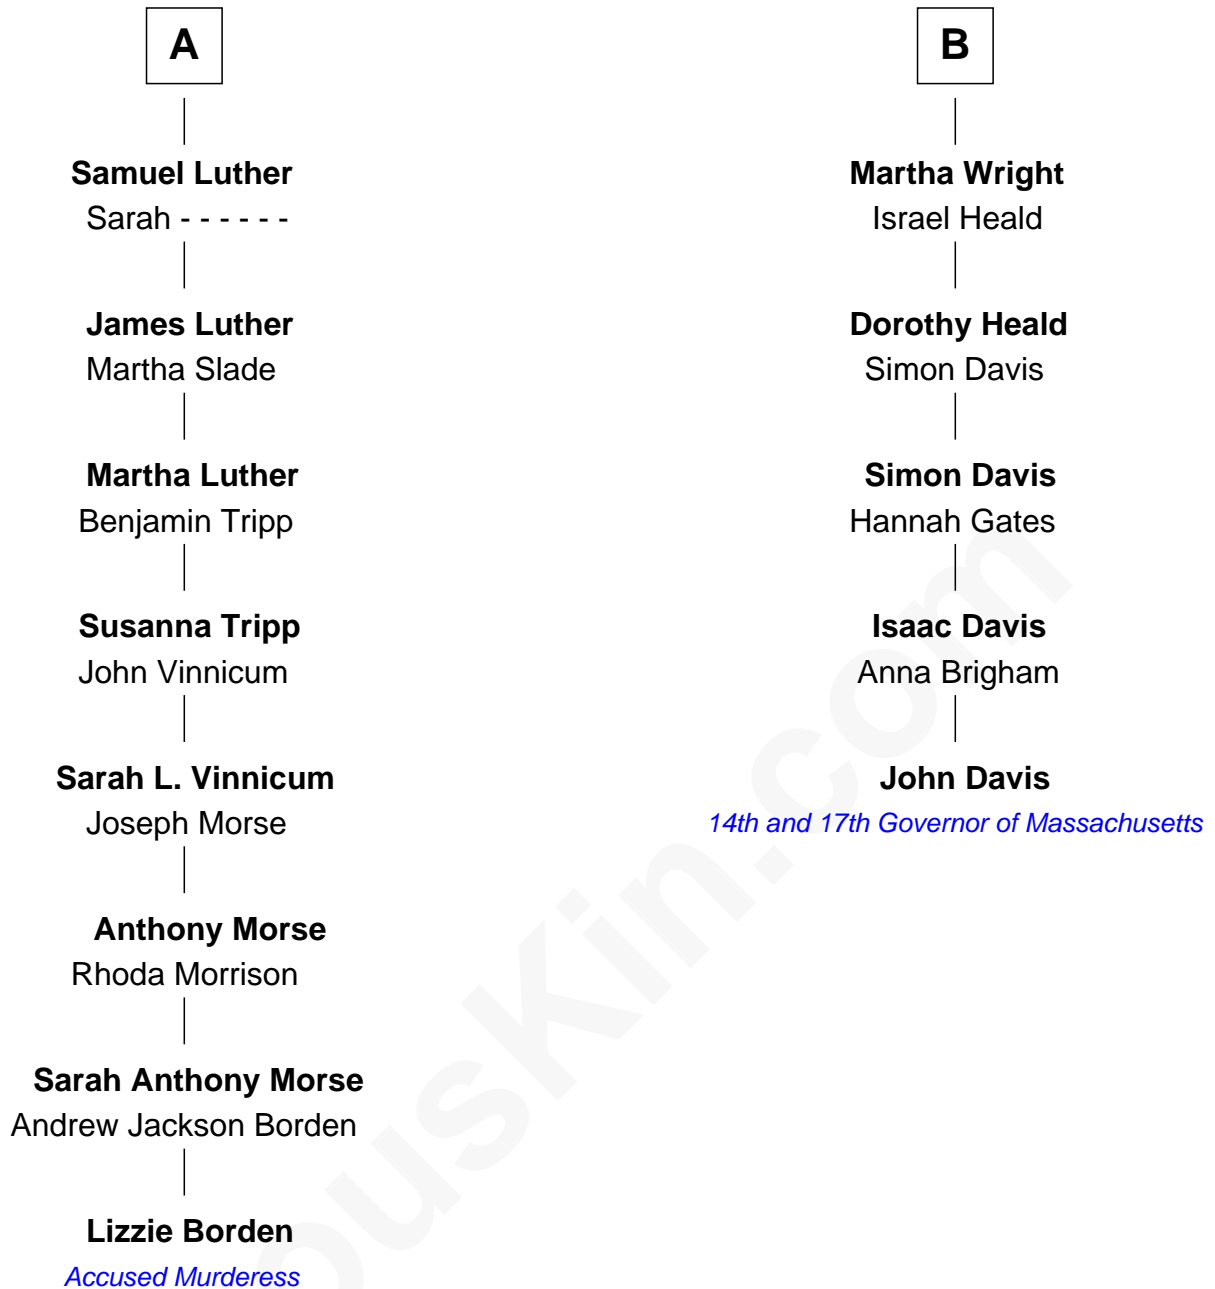 A
Samuel Luther
Sarah - - - - - -
James Luther
Martha Slade
Martha Luther
Benjamin Tripp
Susanna Tripp
John Vinnicum
Sarah L. Vinnicum
Joseph Morse
Anthony Morse
Rhoda Morrison
Sarah Anthony Morse
Andrew Jackson Borden
Lizzie Borden
Accused Murderess
B
Martha Wright
Israel Heald
Dorothy Heald
Simon Davis
Simon Davis
Hannah Gates
Isaac Davis
Anna Brigham
John Davis
14th and 17th Governor of Massachusetts
ousKin.com